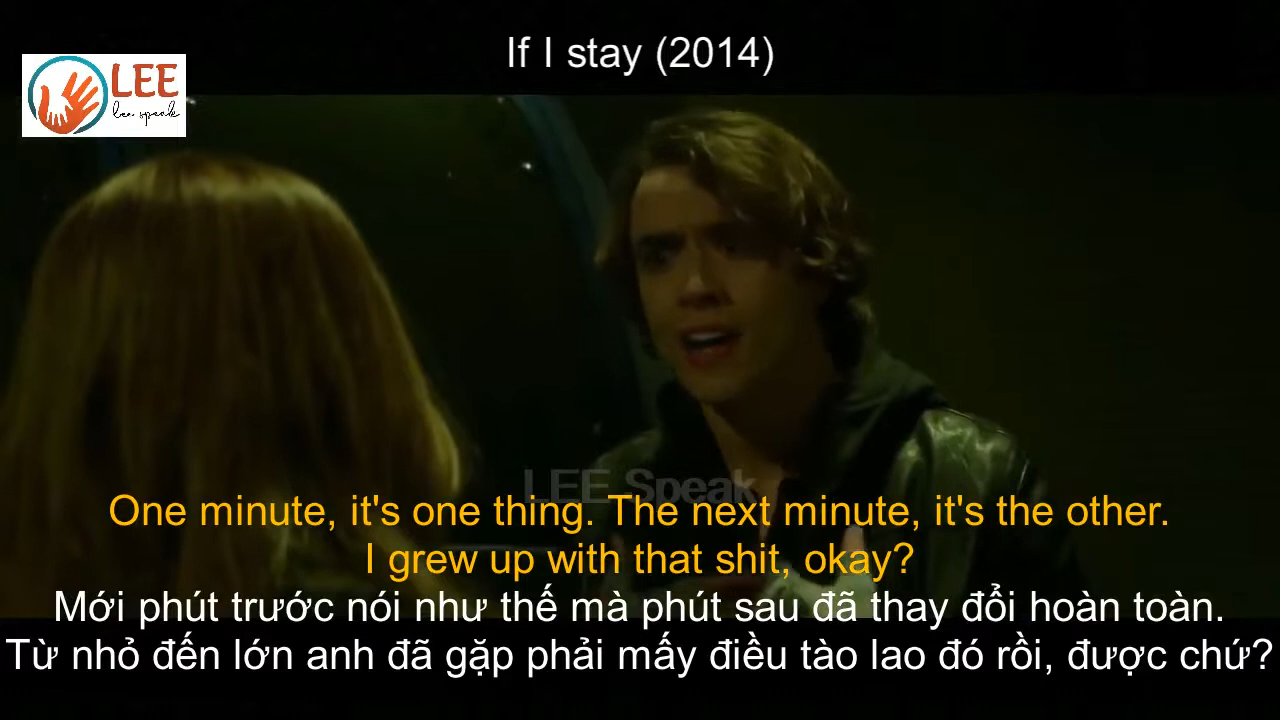 If I stay (2014)
LEE
lee speak
LEE Speak
One minute, it's one thing. The next minute, it's the other.
I grew up with that shit, okay?
Mới phút trước nói như thế mà phút sau đã thay đổi hoàn toàn.
Từ nhỏ đến lớn anh đã gặp phải mấy điều tào lao đó rồi, được chứ?